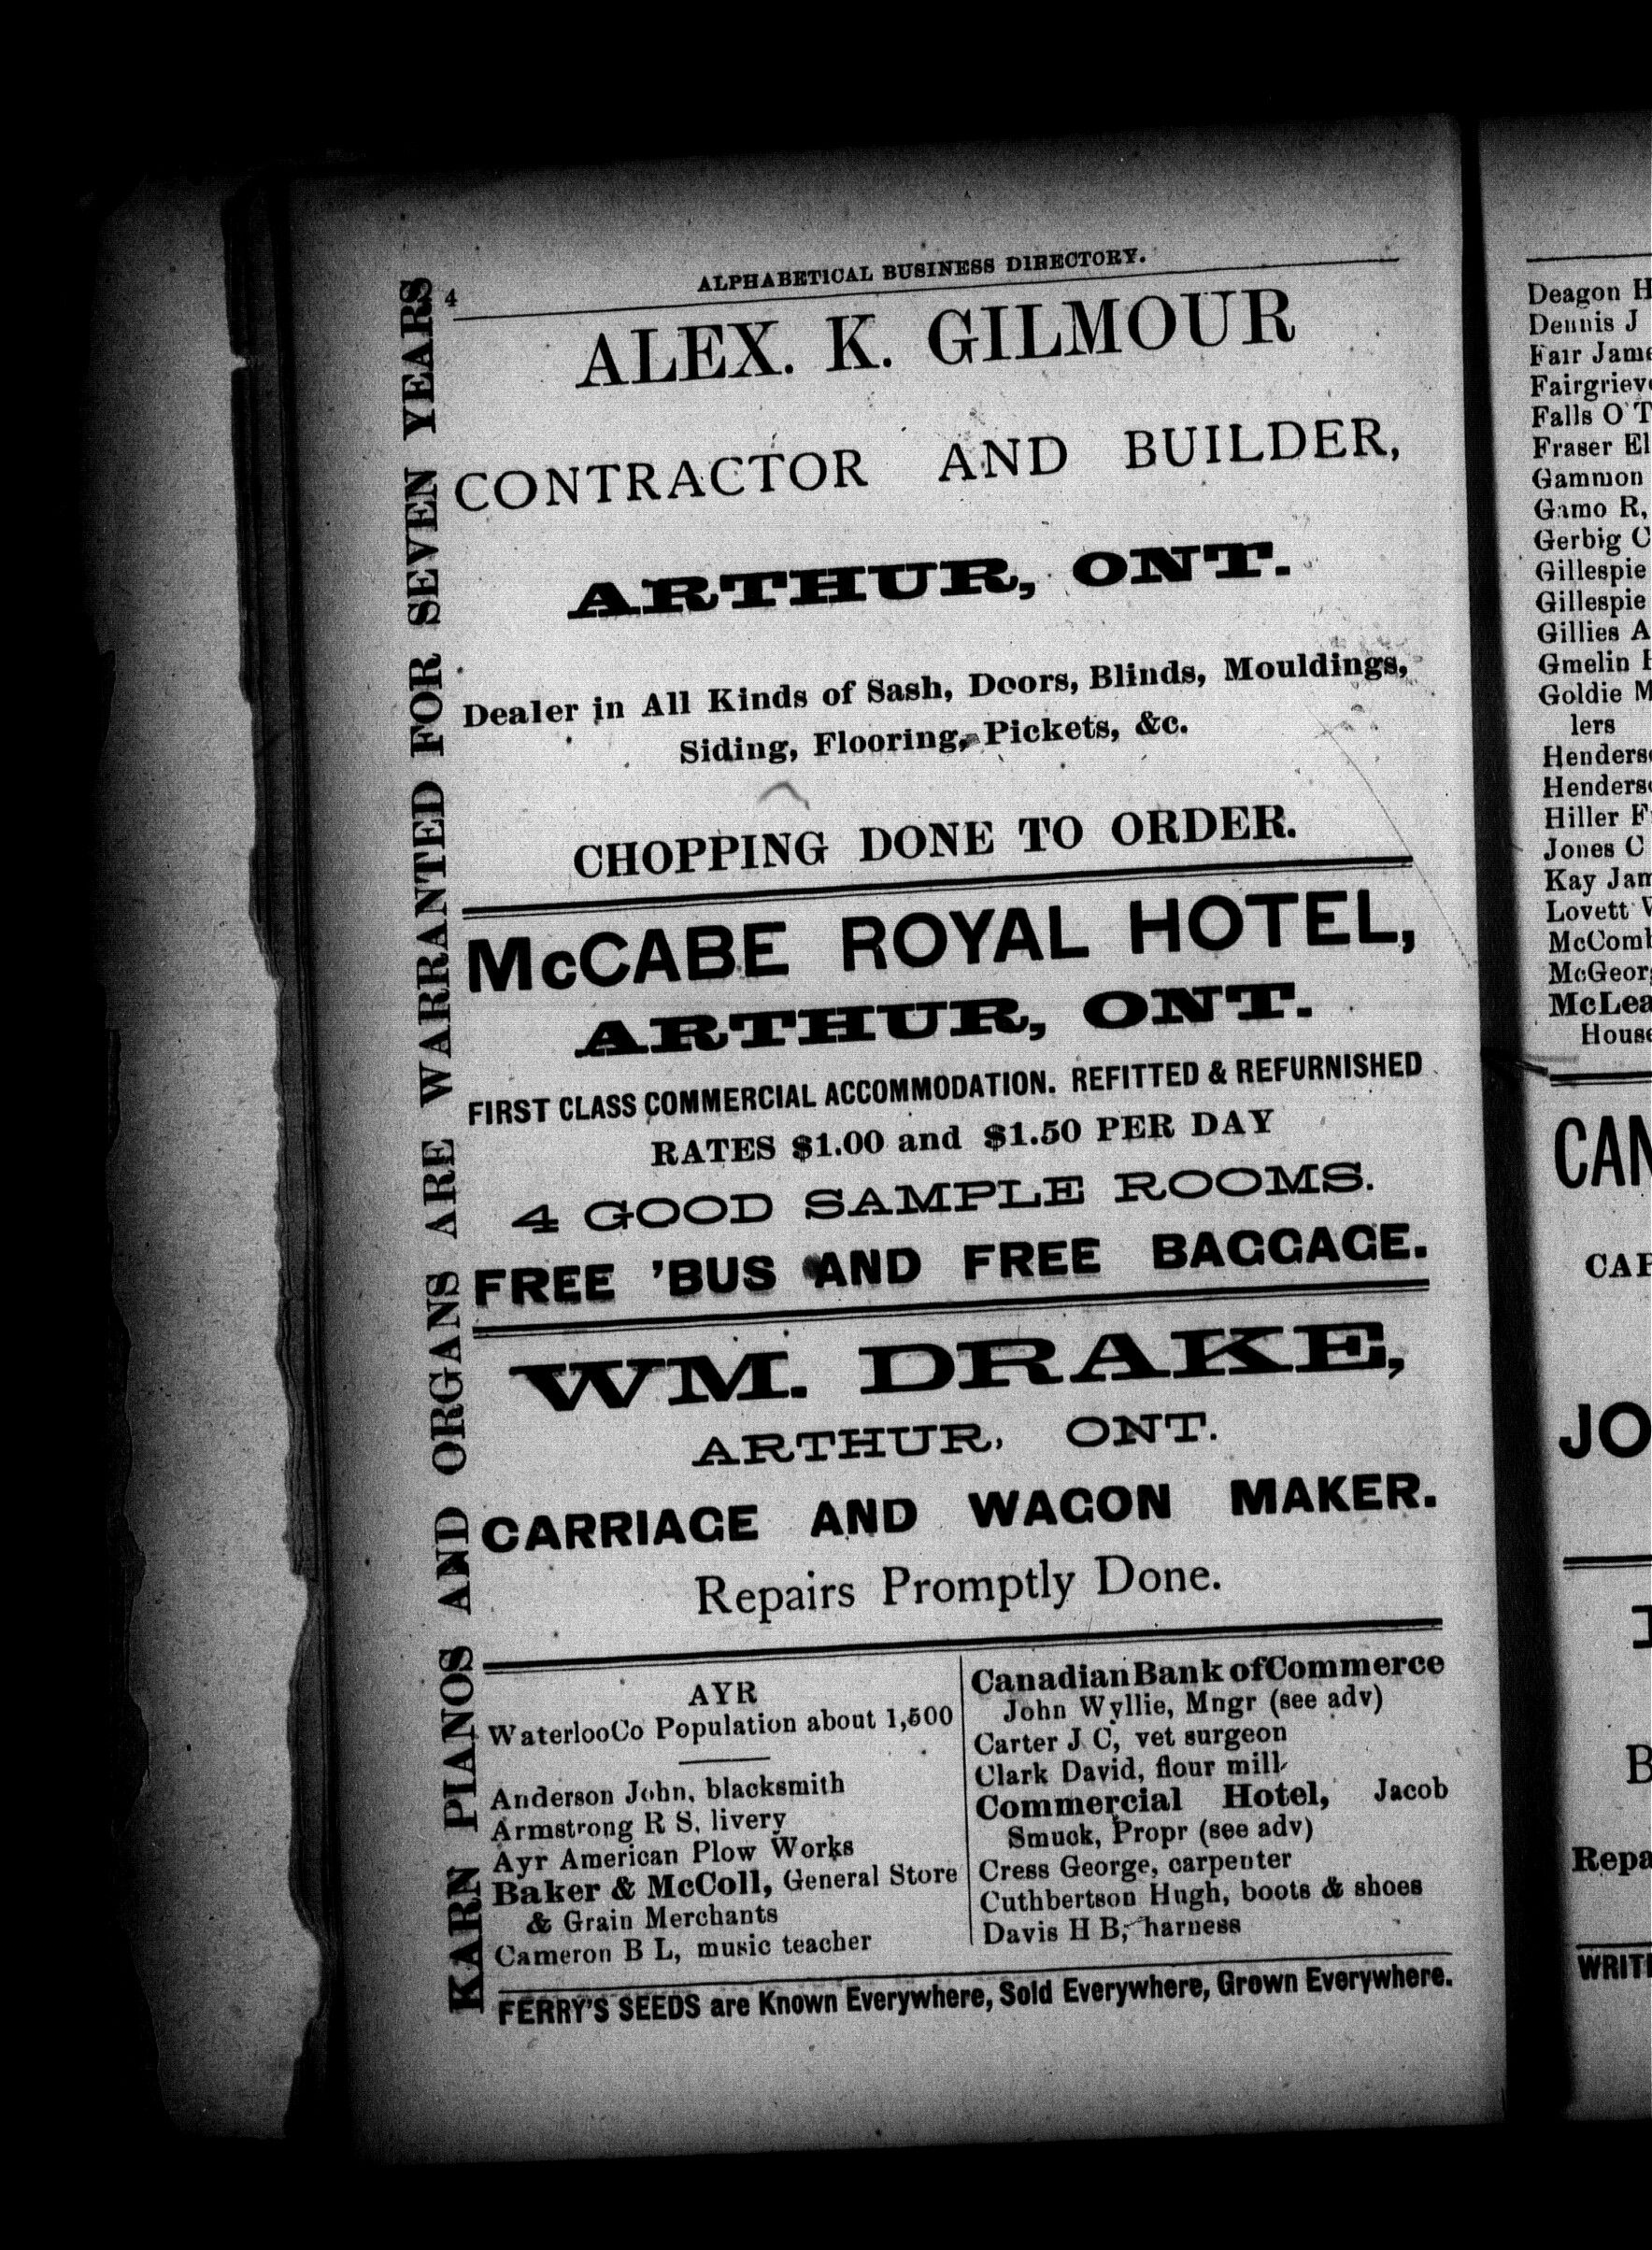 4
ALPHABETICAL BUSINESS DIRECTORY.
KARN PIANOS AND ORGANS ARE WARRANTED FOR SEVEN YEARS
ALEX. K. GILMOUR
CONTRACTOR AND BUILDER,
ARTHUR, ONT.
Dealer in All Kinds of Sash, Doors, Blinds, Mouldings,
Siding, Flooring, Pickets, &c.
CHOPPING DONE TO ORDER.
McCABE ROYAL HOTEL,
ARTHUR, ONT.
FIRST CLASS COMMERCIAL ACCOMMODATION. REFITTED & REFURNISHED
RATES $1.00 and $1.50 PER DAY
4 GOOD SAMPLE ROOMS.
FREE 'BUS AND FREE BAGGAGE.
WM. DRAKE,
ARTHUR, ONT.
CARRIAGE AND WAGON MAKER.
Repairs Promptly Done.
AYR
WaterlooCo Population about 1,500
Anderson John, blacksmith
Armstrong R S, livery
Ayr American Plow Works
Baker & McColl, General Store
& Grain Merchants
Cameron B L, music teacher
CanadianBank ofCommerce
John Wyllie, Mngr (see adv)
Carter J C, vet surgeon
Clark David, flour mill
Commercial Hotel, Jacob
Smuck, Propr (see adv)
Cress George, carpenter
Cuthbertson Hugh, boots & shoes
Davis H B, harness
FERRY'S SEEDS are Known Everywhere, Sold Everywhere, Grown Everywhere.
Deagon H
Dennis J
Fair Jame
Fairgrieve
Falls O T
Fraser El
Gammon
Gamo R,
Gerbig C
Gillespie
Gillespie
Gillies A
Gmelin
Goldie M
lers
Henders
Henders
Hiller F
Jones C
Kay Jam
Lovett
McCom
McGeor
McLea
House
CAN
CAR
JO
B
Repa
WRIT